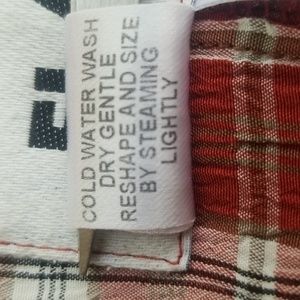 COLD WATER WASH
DRY GENTLE
RESHAPE AND SIZE
BY STEAMING
LIGHTLY